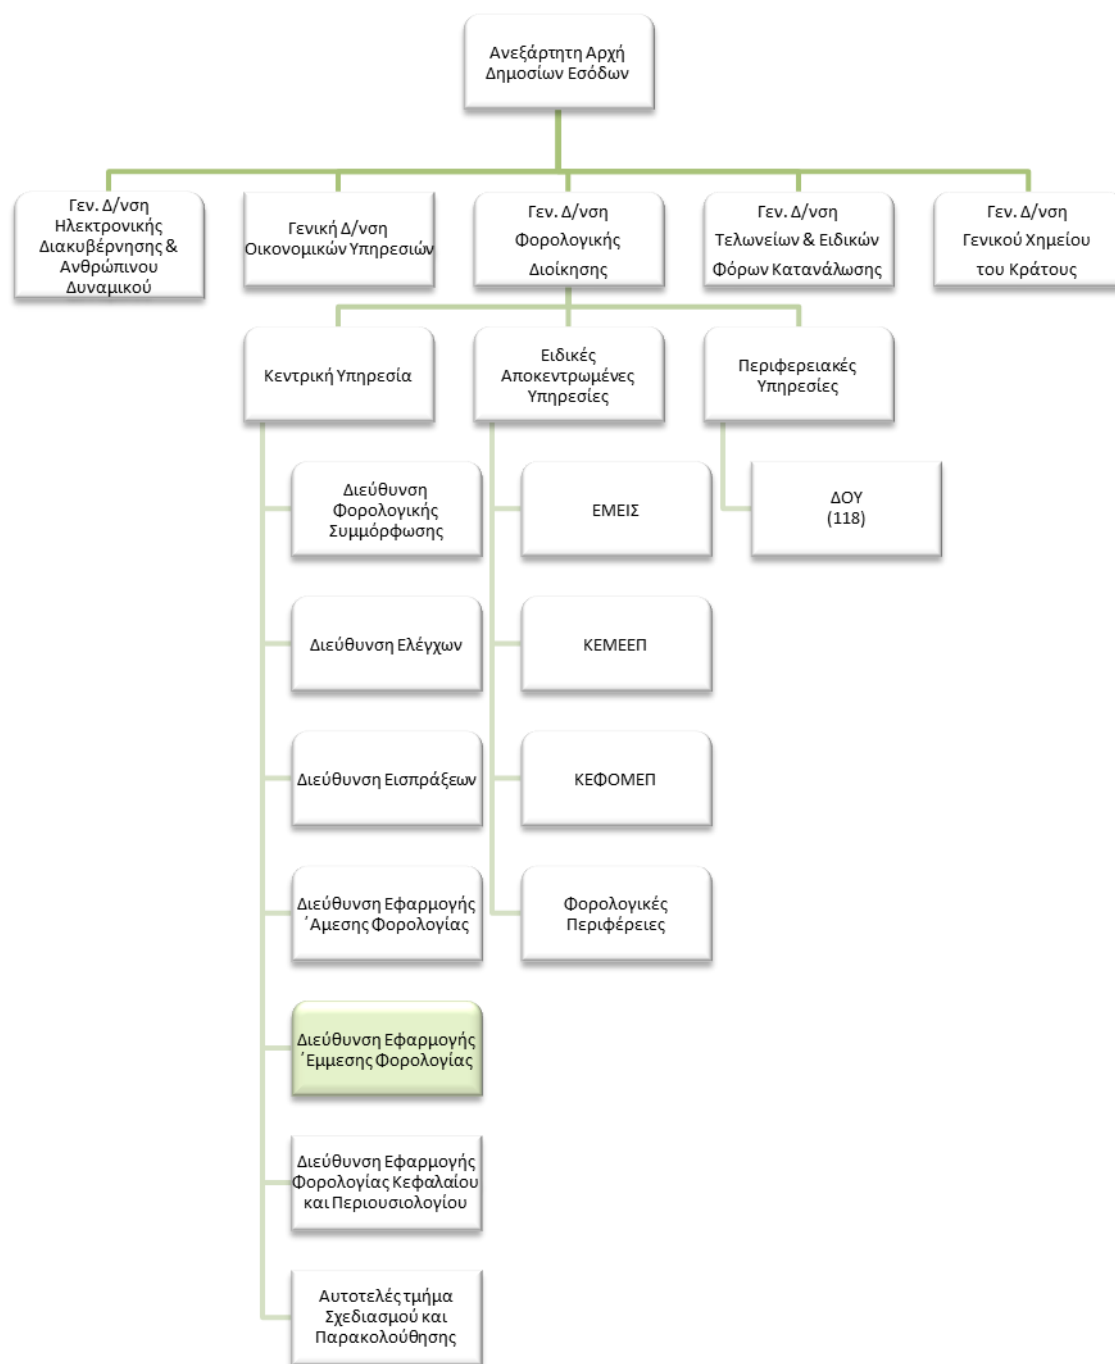 Ανεξάρτητη Αρχή
Δημοσίων Εσόδων
Γεν. Δ/νση
Ηλεκτρονικής
Διακυβέρνησης &
Ανθρώπινου
Δυναμικού
Γενική Δ/νση
Οικονομικών Υπηρεσιών
Γεν. Δ/νση
Φορολογικής
Διοίκησης
Γεν. Δ/νση
Τελωνείων & Ειδικών
Φόρων Κατανάλωσης
Γεν. Δ/νση
Γενικού Χημείου
του Κράτους
Κεντρική Υπηρεσία
Ειδικές
Αποκεντρωμένες
Υπηρεσίες
Περιφερειακές
Υπηρεσίες
Διεύθυνση
Φορολογικής
Συμμόρφωσης
Διεύθυνση Ελέγχων
Διεύθυνση Εισπράξεων
Διεύθυνση Εφαρμογής
΄Αμεσης Φορολογίας
Διεύθυνση Εφαρμογής
΄Εμμεσης Φορολογίας
Διεύθυνση Εφαρμογής
Φορολογίας Κεφαλαίου
και Περιουσιολογίου
Αυτοτελές τμήμα
Σχεδιασμού και
Παρακολούθησης
ΕΜΕΙΣ
ΚΕΜΕΕΠ
ΚΕΦΟΜΕΠ
Φορολογικές
Περιφέρειες
ΔΟΥ
(118)